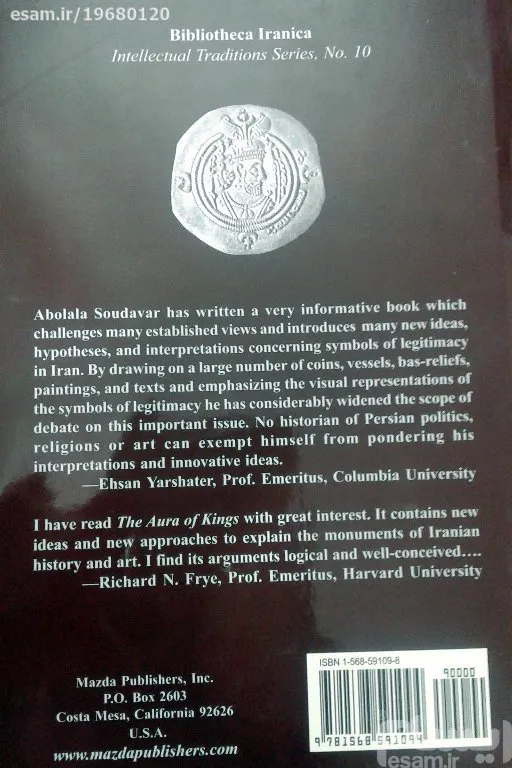 esam.ir/19680120
Bibliotheca Iranica
Intellectual Traditions Series, No. 10
Abolala Soudavar has written a very informative book which
challenges many established views and introduces many new ideas,
hypotheses, and interpretations concerning symbols of legitimacy
in Iran. By drawing on a large number of coins, vessels, bas-reliefs,
paintings, and texts and emphasizing the visual representations of
the symbols of legitimacy he has considerably widened the scope of
debate on this important issue. No historian of Persian politics,
religions or art can exempt himself from pondering his
interpretations and innovative ideas.
—Ehsan Yarshater, Prof. Emeritus, Columbia University
I have read The Aura of Kings with great interest. It contains new
ideas and new approaches to explain the monuments of Iranian
history and art. I find its arguments logical and well-conceived....
—Richard N. Frye, Prof. Emeritus, Harvard University
Mazda Publishers, Inc.
P.O. Box 2603
Costa Mesa, California 92626
U.S.A.
www.mazdapublishers.com
ISBN 1-568-59109-8
90000
9 781568 591094
esam.ir